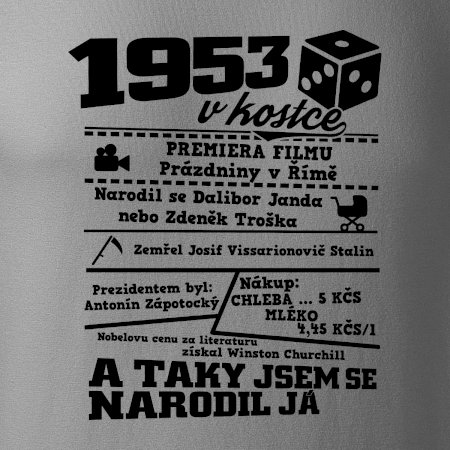 1953
v kostce
PREMIERA FILMU
Prázdniny v Římě
Narodil se Dalibor Janda
nebo Zdeněk Troška
Zemřel Josif Vissarionovič Stalin
Prezidentem byl:
Antonín Zápotocký
Nákup:
CHLEBA ... 5 KČS
MLÉKO
4,45 KČS/l
Nobelovu cenu za literaturu
získal Winston Churchill
A TAKY JSEM SE
NARODIL JÁ